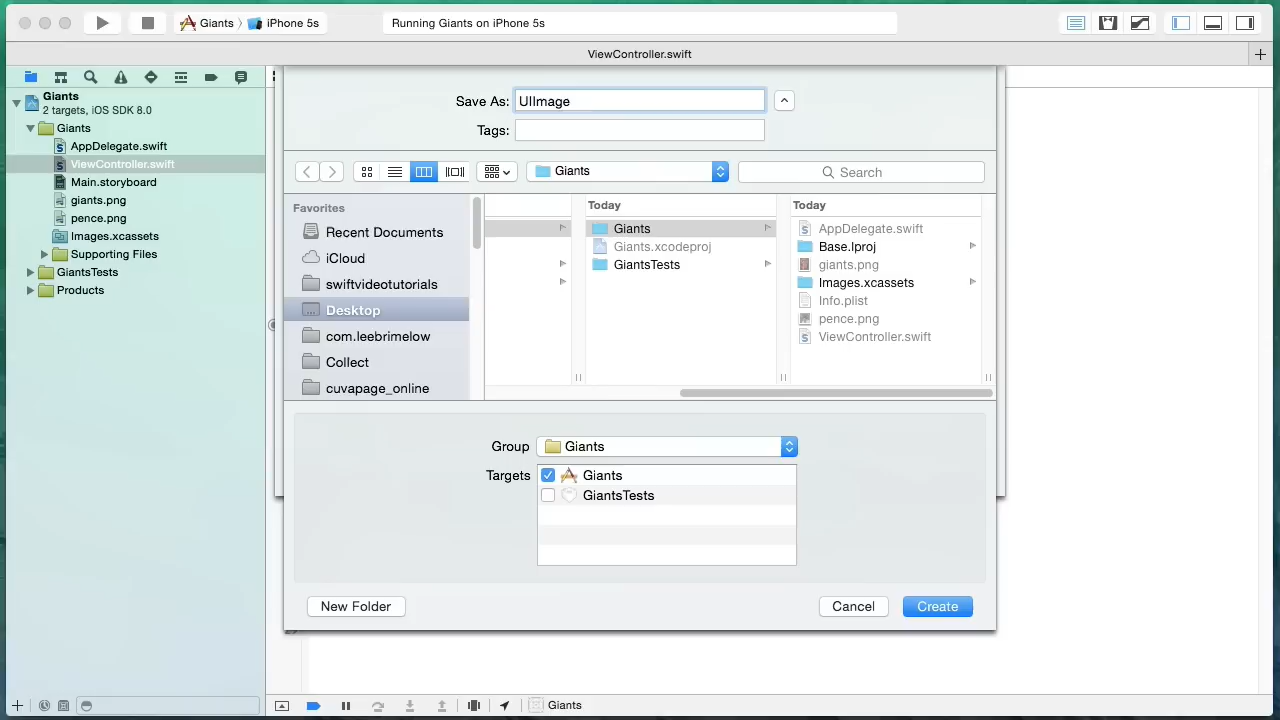 Giants 〉 iPhone 5s
Running Giants on iPhone 5s
ViewController.swift
Giants
2 targets, iOS SDK 8.0
Giants
AppDelegate.swift
ViewController.swift
Main.storyboard
giants.png
pence.png
Images.xcassets
Supporting Files
GiantsTests
Products
Save As: UIImage
Tags:
Giants
Search
Favorites
Recent Documents
iCloud
swiftvideotutorials
Desktop
com.leebrimelow
Collect
cuvapage_online
Today
Giants
Giants.xcodeproj
GiantsTests
Today
AppDelegate.swift
Base.lproj
giants.png
Images.xcassets
Info.plist
pence.png
ViewController.swift
Group Giants
Targets Giants
GiantsTests
New Folder
Cancel
Create
Giants